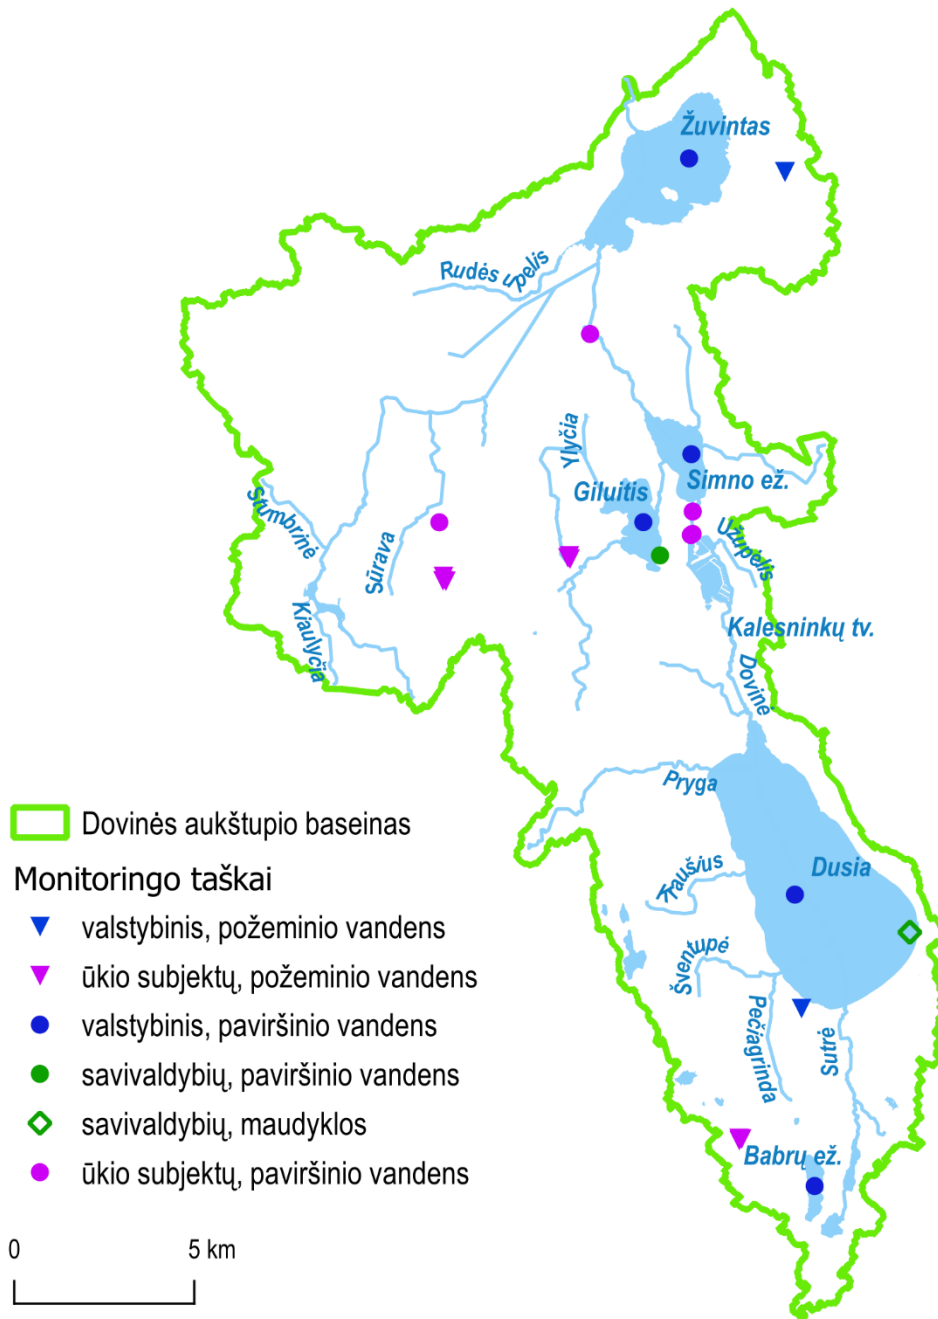 Žuvintas
Rudės upelis
Ylyčia
Giluitis
Simno ež.
Stumbrinė
Sūrava
Užupelis
Kiaulyčia
Kalesninkų tv.
Dovinė
Pryga
Dusia
Kraušius
Šventupė
Pečiagrinda
Sutrė
Babrų ež.
Dovinės aukštupio baseinas
Monitoringo taškai
valstybinis, požeminio vandens
ūkio subjektų, požeminio vandens
valstybinis, paviršinio vandens
savivaldybių, paviršinio vandens
savivaldybių, maudyklos
ūkio subjektų, paviršinio vandens
0 5 km